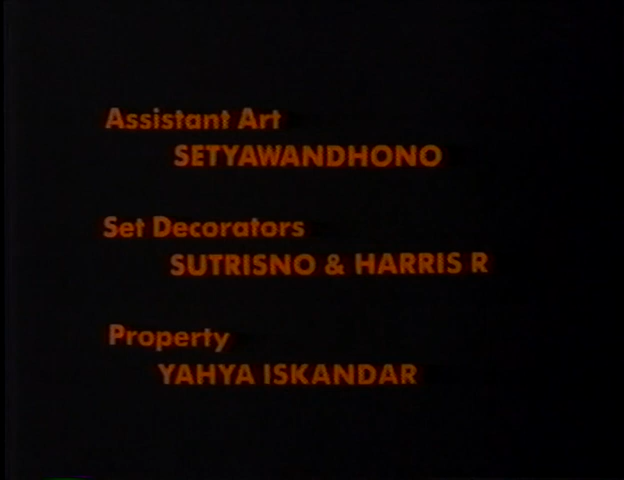 Assistant Art
SETYAWANDHONO
Set Decorators
SUTRISNO & HARRIS R
Property
YAHYA ISKANDAR